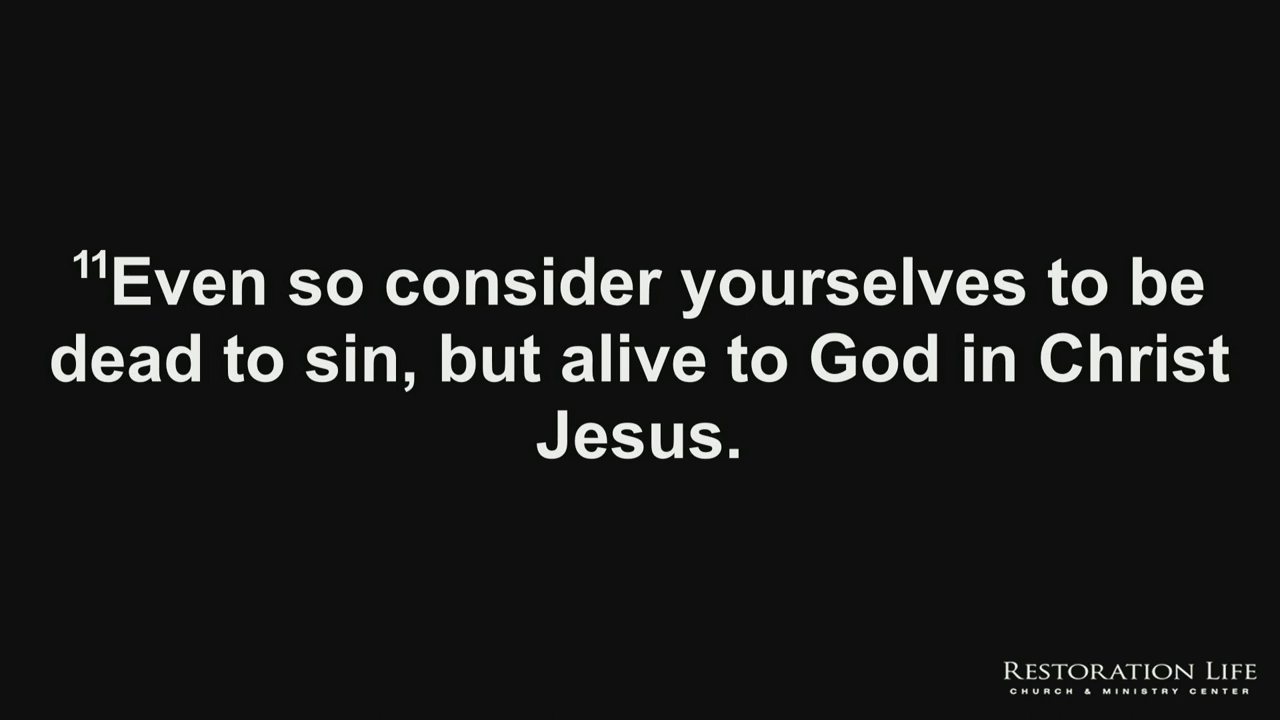 ¹¹Even so consider yourselves to be
dead to sin, but alive to God in Christ
Jesus.
RESTORATION LIFE
CHURCH & MINISTRY CENTER